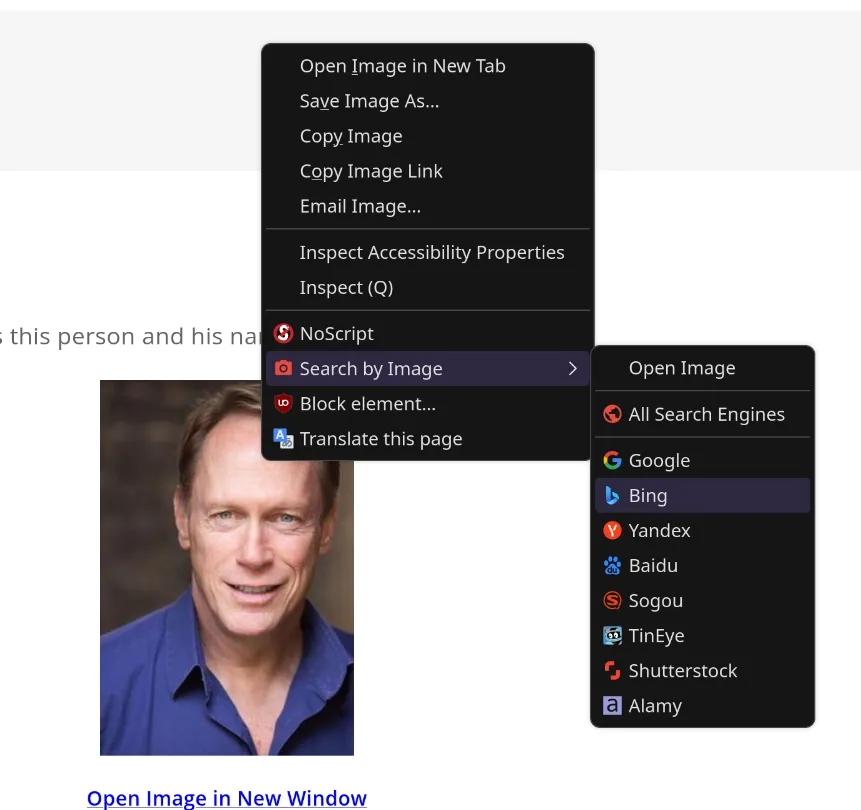 Open Image in New Tab
Save Image As...
Copy Image
Copy Image Link
Email Image...
Inspect Accessibility Properties
Inspect (Q)
this person and his
NoScript
Search by Image
Block element...
Translate this page
Open Image
All Search Engines
Google
Bing
Yandex
Baidu
Sogou
TinEye
Shutterstock
Alamy
Open Image in New Window